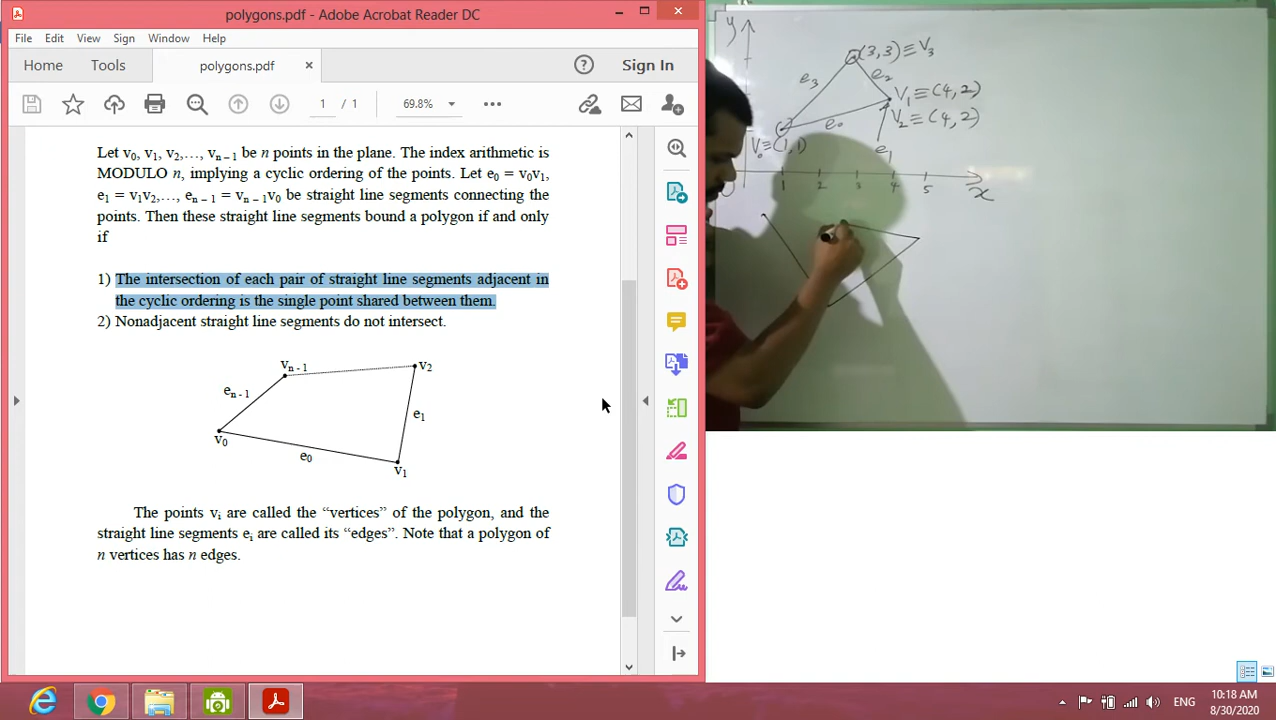 polygons.pdf - Adobe Acrobat Reader DC
File Edit View Sign Window Help
Home Tools polygons.pdf × Sign In
1 / 1 69.8%
Let v0, v1, v2,..., vn – 1 be n points in the plane. The index arithmetic is
MODULO n, implying a cyclic ordering of the points. Let e0 = v0v1,
e1 = v1v2,..., en – 1 = vn – 1v0 be straight line segments connecting the
points. Then these straight line segments bound a polygon if and only
if
1) The intersection of each pair of straight line segments adjacent in
the cyclic ordering is the single point shared between them.
2) Nonadjacent straight line segments do not intersect.
vn - 1
v2
en - 1
e1
v0
e0
v1
The points vi are called the “vertices” of the polygon, and the
straight line segments ei are called its “edges”. Note that a polygon of
n vertices has n edges.
y
(3,3)≡V3
e3
e2
V1≡(4,2)
V2≡(4,2)
e0
e1
V0≡(1,1)
1 2 3 4 5
x
ENG
10:18 AM
8/30/2020